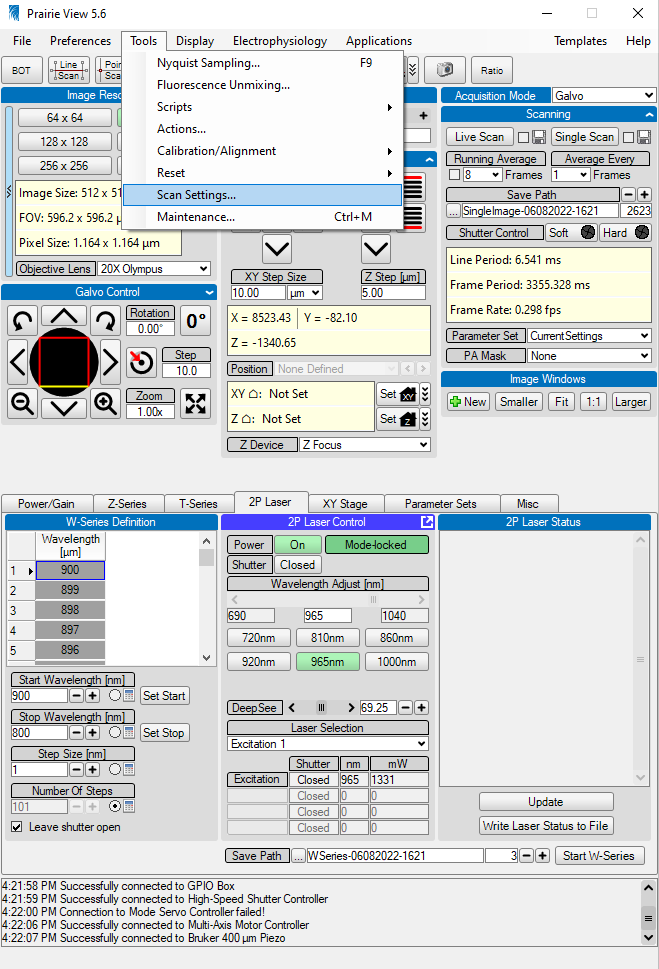 Prairie View 5.6
File Preferences Tools Display Electrophysiology Applications Templates Help
BOT Line Scan Poin Sca Ratio
Nyquist Sampling... F9
Fluorescence Unmixing...
Scripts
Actions...
Calibration/Alignment
Reset
Scan Settings...
Maintenance... Ctrl+M
Image Reso
64 x 64
128 x 128
256 x 256
Image Size: 512 x 51
FOV: 596.2 x 596.2 µ
Pixel Size: 1.164 x 1.164 µm
Objective Lens 20X Olympus
Galvo Control
Rotation
0.00°
0°
Step
10.0
Zoom
1.00x
XY Step Size Z Step [µm]
10.00 µm 5.00
X = 8523.43 Y = -82.10
Z = -1340.65
Position None Defined
XY : Not Set Set XY
Z : Not Set Set Z
Z Device Z Focus
Acquisition Mode Galvo
Scanning
Live Scan Single Scan
Running Average Average Every
8 Frames 1 Frames
Save Path
... SingleImage-06082022-1621 2623
Shutter Control Soft Hard
Line Period: 6.541 ms
Frame Period: 3355.328 ms
Frame Rate: 0.298 fps
Parameter Set CurrentSettings
PA Mask None
Image Windows
New Smaller Fit 1:1 Larger
Power/Gain Z-Series T-Series 2P Laser XY Stage Parameter Sets Misc
W-Series Definition
Wavelength
[µm]
1 900
2 899
3 898
4 897
5 896
Start Wavelength [nm]
900 Set Start
Stop Wavelength [nm]
800 Set Stop
Step Size [nm]
1
Number Of Steps
101
Leave shutter open
2P Laser Control
Power On Mode-locked
Shutter Closed
Wavelength Adjust [nm]
690 965 1040
720nm 810nm 860nm
920nm 965nm 1000nm
DeepSee 69.25
Laser Selection
Excitation 1
Shutter nm mW
Excitation Closed 965 1331
Closed 0 0
Closed 0 0
Closed 0 0
2P Laser Status
Update
Write Laser Status to File
Save Path ... WSeries-06082022-1621 3 Start W-Series
4:21:58 PM Successfully connected to GPIO Box
4:21:59 PM Successfully connected to High-Speed Shutter Controller
4:22:00 PM Connection to Mode Servo Controller failed!
4:22:06 PM Successfully connected to Multi-Axis Motor Controller
4:22:07 PM Successfully connected to Bruker 400 µm Piezo